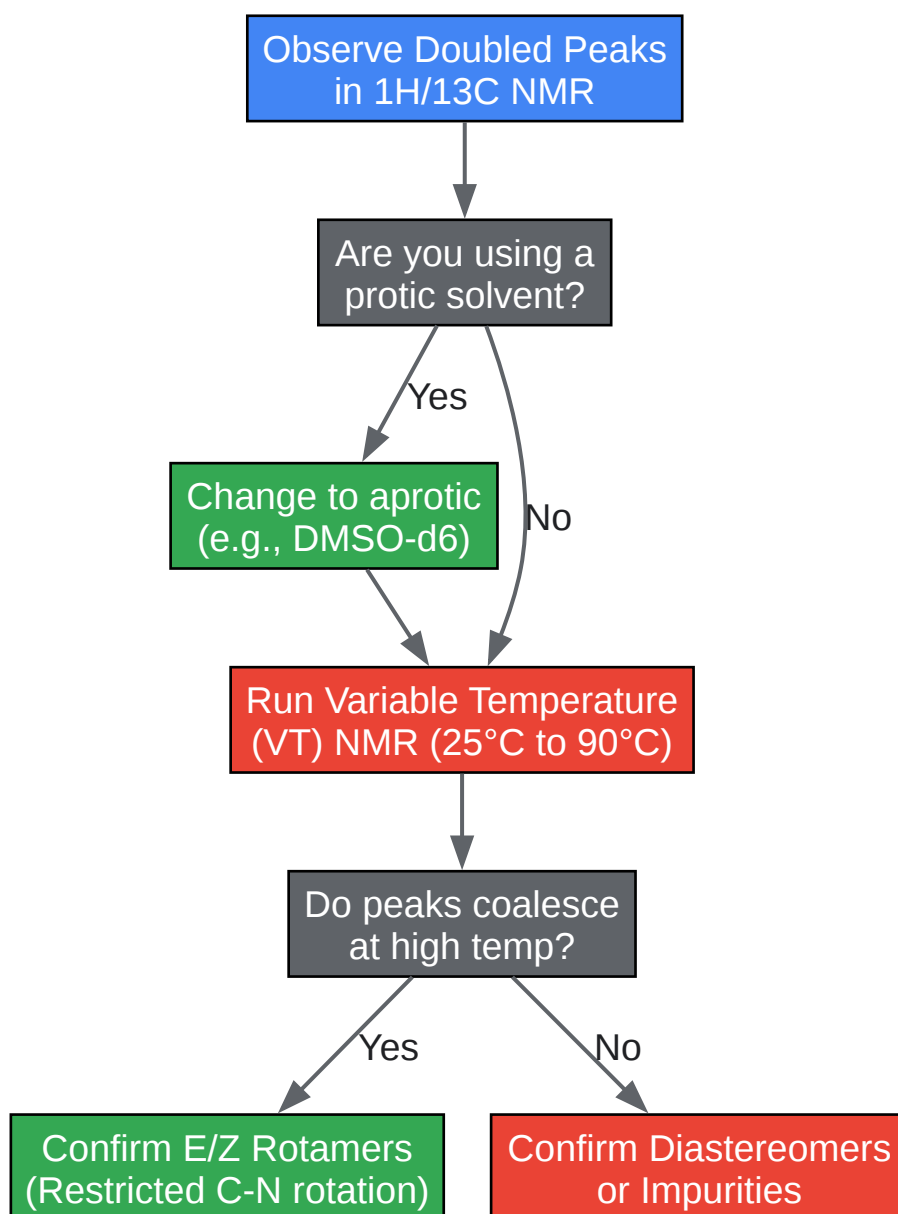 Observe Doubled Peaks
in 1H/13C NMR
Are you using a
protic solvent?
Yes
Change to aprotic
(e.g., DMSO-d6)
No
Run Variable Temperature
(VT) NMR (25°C to 90°C)
Do peaks coalesce
at high temp?
Yes
No
Confirm E/Z Rotamers
(Restricted C-N rotation)
Confirm Diastereomers
or Impurities